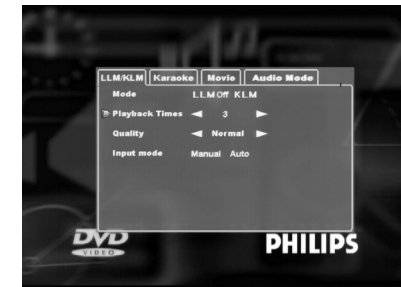 LLM/KLM Karaoke Movie Audio Mode
Mode LLM Off KLM
Playback Times 3
Quality Normal
Input mode Manual Auto
DVD PHILIPS
VIDEO